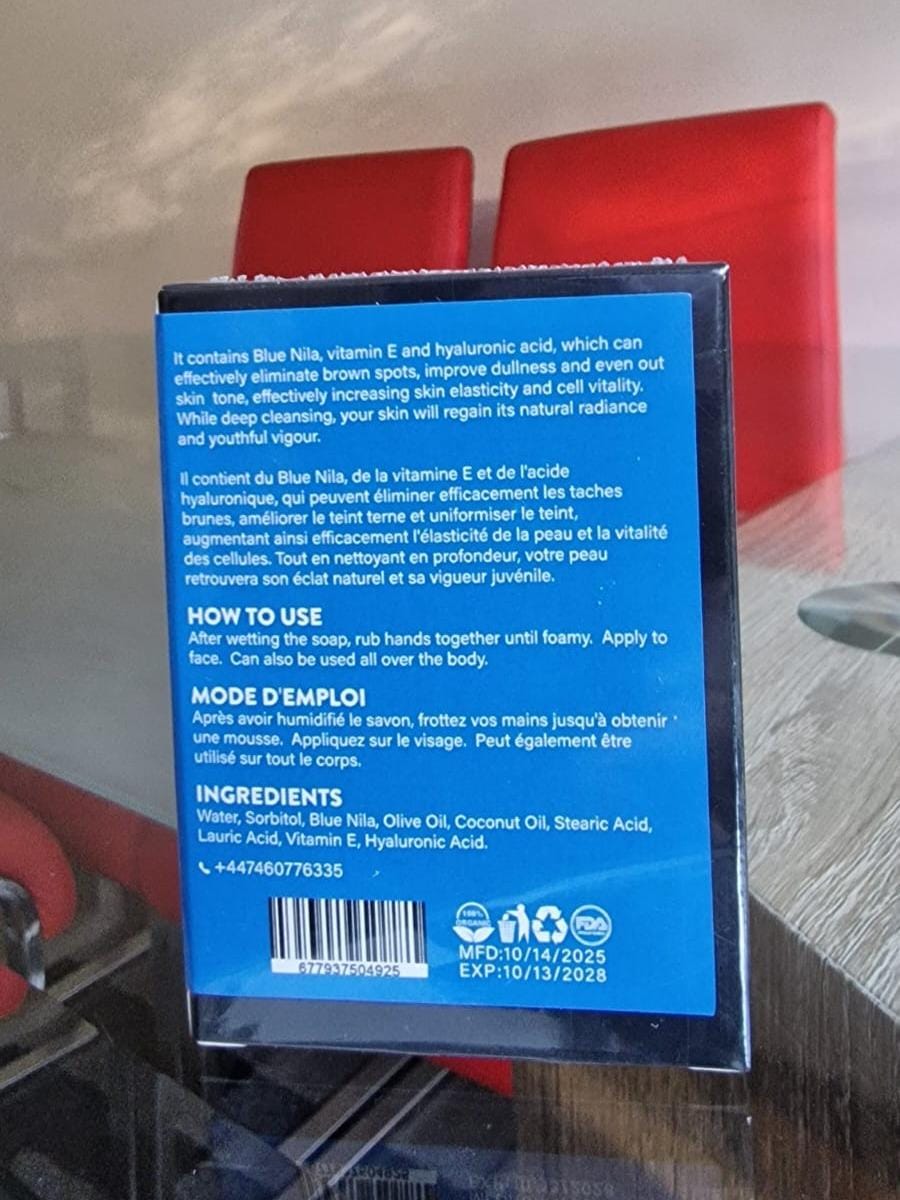 It contains Blue Nila, vitamin E and hyaluronic acid, which can
effectively eliminate brown spots, improve dullness and even out
skin tone, effectively increasing skin elasticity and cell vitality.
While deep cleansing, your skin will regain its natural radiance
and youthful vigour.
Il contient du Blue Nila, de la vitamine E et de l'acide
hyaluronique, qui peuvent éliminer efficacement les taches
brunes, améliorer le teint terne et uniformiser le teint,
augmentant ainsi efficacement l'élasticité de la peau et la vitalité
des cellules. Tout en nettoyant en profondeur, votre peau
retrouvera son éclat naturel et sa vigueur juvénile.
HOW TO USE
After wetting the soap, rub hands together until foamy. Apply to
face. Can also be used all over the body.
MODE D'EMPLOI
Après avoir humidifié le savon, frottez vos mains jusqu'à obtenir
une mousse. Appliquez sur le visage. Peut également être
utilisé sur tout le corps.
INGREDIENTS
Water, Sorbitol, Blue Nila, Olive Oil, Coconut Oil, Stearic Acid,
Lauric Acid, Vitamin E, Hyaluronic Acid.
+447460776335
100%
ORGANIC
FDA
MFD:10/14/2025
EXP:10/13/2028
677937504925